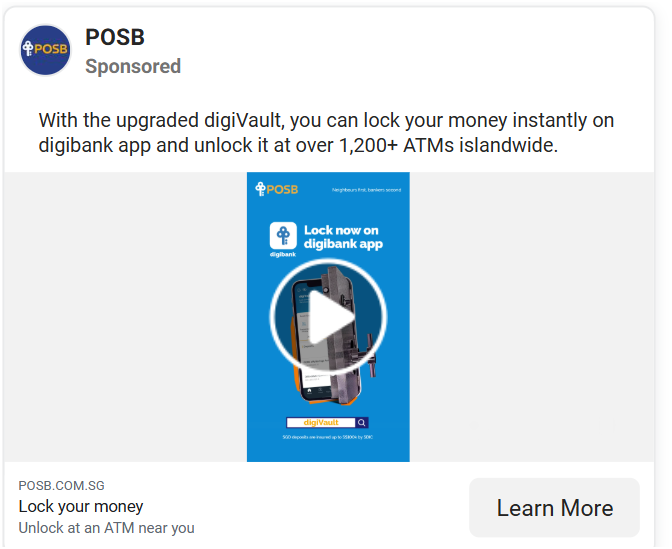 POSB
POSB
Sponsored
With the upgraded digiVault, you can lock your money instantly on
digibank app and unlock it at over 1,200+ ATMs islandwide.
POSB
Neighbours first, bankers second
Lock now on
digibank app
digibank
digiVault
SGD deposits are insured up to S$100k by SDIC
POSB.COM.SG
Lock your money
Unlock at an ATM near you
Learn More